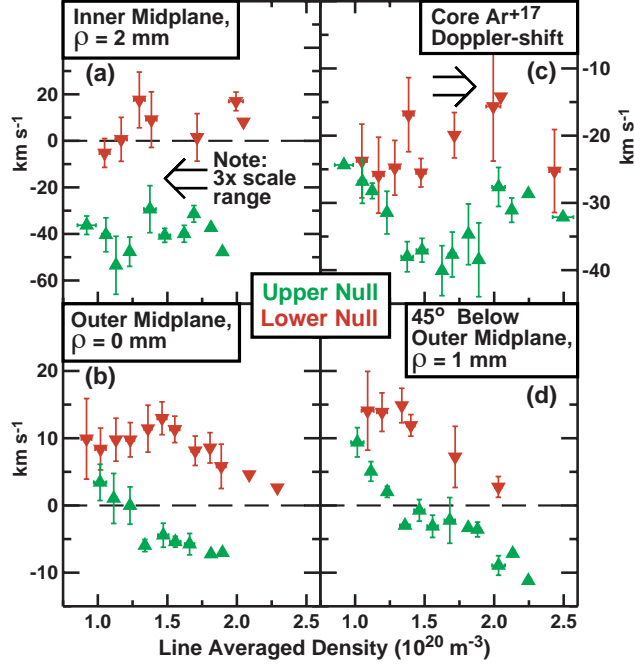 Inner Midplane,
ρ = 2 mm
(a)
km s-1
20
0
-20
-40
-60
Note:
3x scale
range
Core Ar+17
Doppler-shift
(c)
-10
-20
-30
-40
km s-1
Upper Null
Lower Null
Outer Midplane,
ρ = 0 mm
(b)
km s-1
20
10
0
-10
45o Below
Outer Midplane,
ρ = 1 mm
(d)
1.0 1.5 2.0 2.5 1.0 1.5 2.0 2.5
Line Averaged Density (1020 m-3)